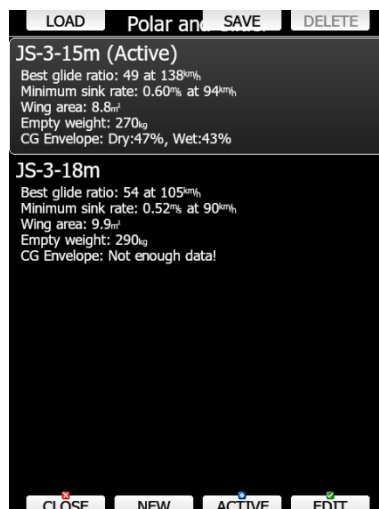 LOAD Polar and Glider SAVE DELETE
JS-3-15m (Active)
Best glide ratio: 49 at 138km/h
Minimum sink rate: 0.60m/s at 94km/h
Wing area: 8.8m²
Empty weight: 270kg
CG Envelope: Dry:47%, Wet:43%
JS-3-18m
Best glide ratio: 54 at 105km/h
Minimum sink rate: 0.52m/s at 90km/h
Wing area: 9.9m²
Empty weight: 290kg
CG Envelope: Not enough data!
CLOSE NEW ACTIVE EDIT